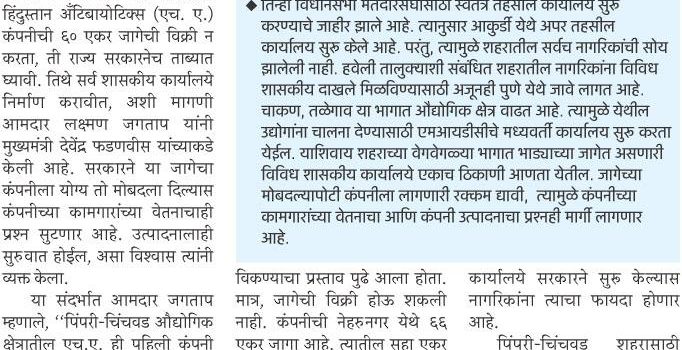 हिंदुस्तान अँटिबायोटिक्स (एच. ए.)
कंपनीची ६० एकर जागेची विक्री न
करता, ती राज्य सरकारनेच ताब्यात
घ्यावी. तिथे सर्व शासकीय कार्यालये
निर्माण करावीत, अशी मागणी
आमदार लक्ष्मण जगताप यांनी
मुख्यमंत्री देवेंद्र फडणवीस यांच्याकडे
केली आहे. सरकारने या जागेचा
कंपनीला योग्य तो मोबदला दिल्यास
कंपनीच्या कामगारांच्या वेतनाचाही
प्रश्न सुटणार आहे. उत्पादनालाही
सुरुवात होईल, असा विश्वास त्यांनी
व्यक्त केला.
या संदर्भात आमदार जगताप
म्हणाले, ‘‘पिंपरी-चिंचवड औद्योगिक
क्षेत्रातील एच.ए. ही पहिली कंपनी
◆ तिन्ही विधानसभा मतदारसंघासाठी स्वतंत्र तहसील कार्यालय सुरू
करण्याचे जाहीर झाले आहे. त्यानुसार आकुर्डी येथे अपर तहसील
कार्यालय सुरू केले आहे. परंतु, त्यामुळे शहरातील सर्वच नागरिकांची सोय
झालेली नाही. हवेली तालुक्याशी संबंधित शहरातील नागरिकांना विविध
शासकीय दाखले मिळविण्यासाठी अजूनही पुणे येथे जावे लागत आहे.
चाकण, तळेगाव या भागात औद्योगिक क्षेत्र वाढत आहे. त्यामुळे येथील
उद्योगांना चालना देण्यासाठी एमआयडीसीचे मध्यवर्ती कार्यालय सुरू करता
येईल. याशिवाय शहराच्या वेगवेगळ्या भागात भाड्याच्या जागेत असणारी
विविध शासकीय कार्यालये एकाच ठिकाणी आणता येतील. जागेच्या
मोबदल्यापोटी कंपनीला लागणारी रक्कम द्यावी, त्यामुळे कंपनीच्या
कामगारांच्या वेतनाचा आणि कंपनी उत्पादनाचा प्रश्नही मार्गी लागणार
आहे.
विकण्याचा प्रस्ताव पुढे आला होता.
मात्र, जागेची विक्री होऊ शकली
नाही. कंपनीची नेहरुनगर येथे ६६
एकर जागा आहे. त्यातील सहा एकर
कार्यालये सरकारने सुरू केल्यास
नागरिकांना त्याचा फायदा होणार
आहे.
पिंपरी-चिंचवड शहरासाठी